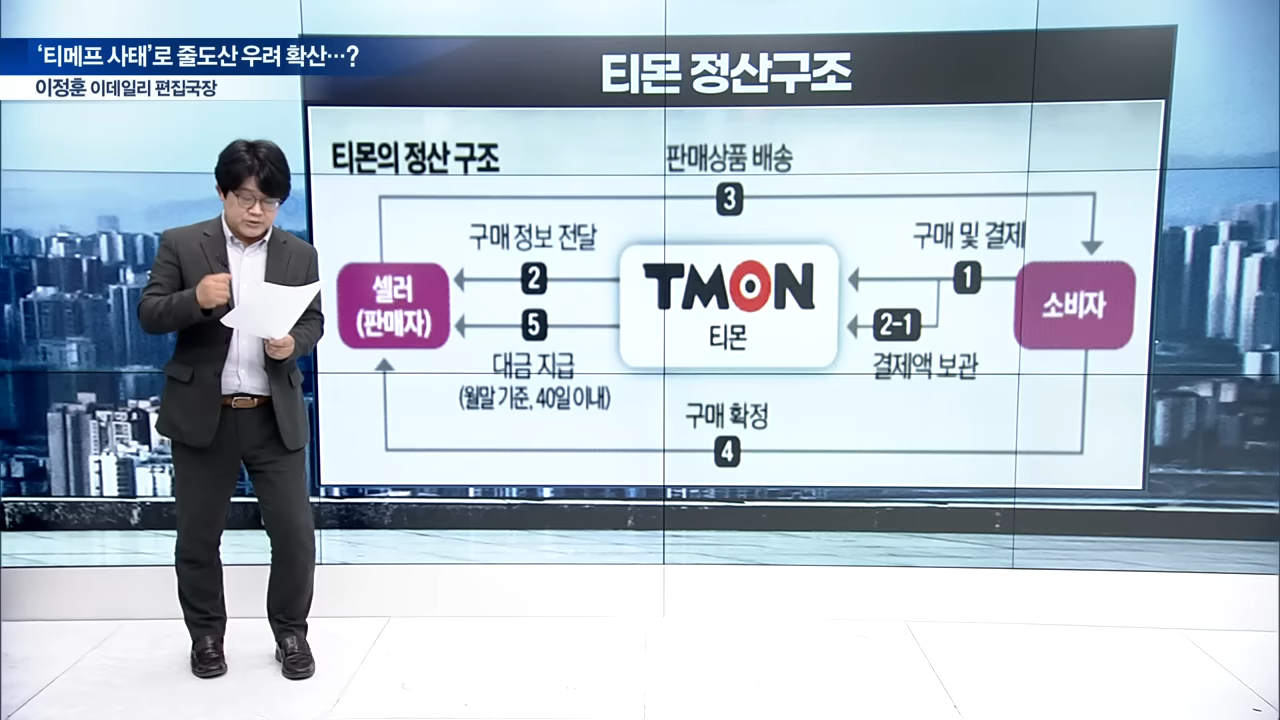 ‘티메프 사태’로 줄도산 우려 확산…?
이정훈 이데일리 편집국장
티몬 정산구조
티몬의 정산 구조
판매상품 배송
3
구매 정보 전달
2
구매 및 결제
1
셀러
(판매자)
TMON
티몬
소비자
5
2-1
대금 지급
(월말 기준, 40일 이내)
결제액 보관
구매 확정
4